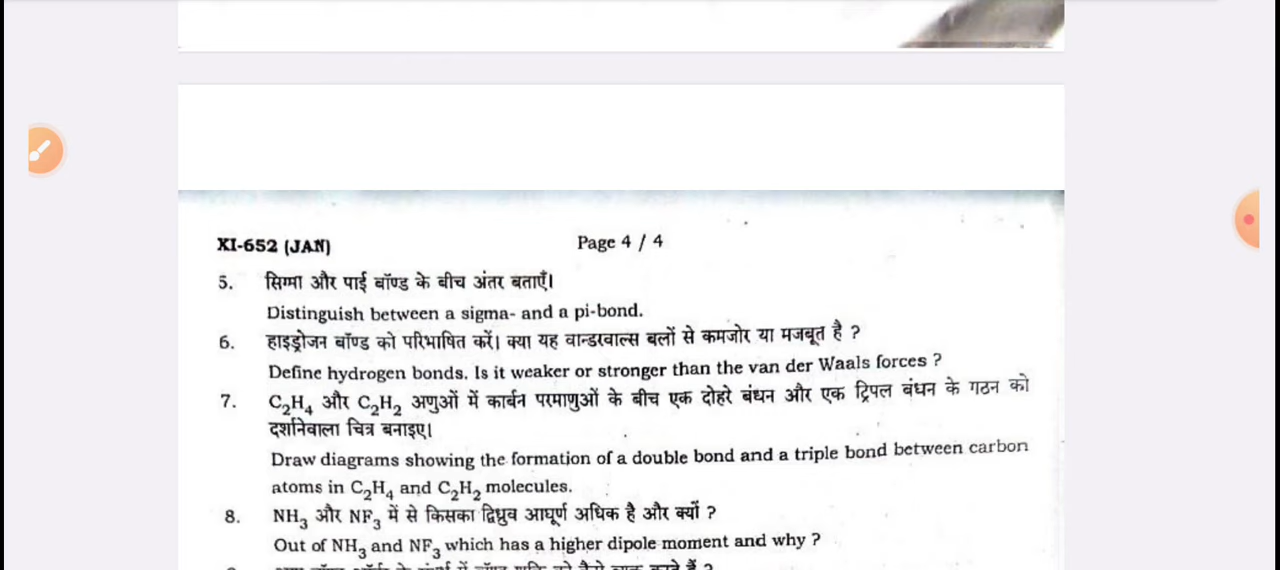 XI-652 (JAN) Page 4 / 4
5. सिग्मा और पाई बॉण्ड के बीच अंतर बताएँ।
Distinguish between a sigma- and a pi-bond.
6. हाइड्रोजन बॉण्ड को परिभाषित करें। क्या यह वान्डरवाल्स बलों से कमजोर या मजबूत है ?
Define hydrogen bonds. Is it weaker or stronger than the van der Waals forces ?
7. C₂H₄ और C₂H₂ अणुओं में कार्बन परमाणुओं के बीच एक दोहरे बंधन और एक ट्रिपल बंधन के गठन को
दर्शानेवाला चित्र बनाइए।
Draw diagrams showing the formation of a double bond and a triple bond between carbon
atoms in C₂H₄ and C₂H₂ molecules.
8. NH₃ और NF₃ में से किसका द्विध्रुव आघूर्ण अधिक है और क्यों ?
Out of NH₃ and NF₃ which has a higher dipole moment and why ?